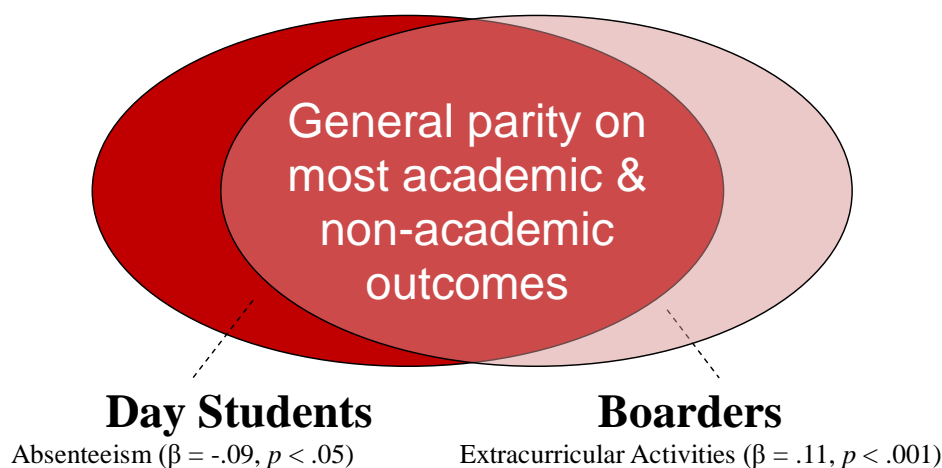 General parity on
most academic &
non-academic
outcomes
Day Students
Boarders
Absenteeism (β = -.09, p < .05)
Extracurricular Activities (β = .11, p < .001)